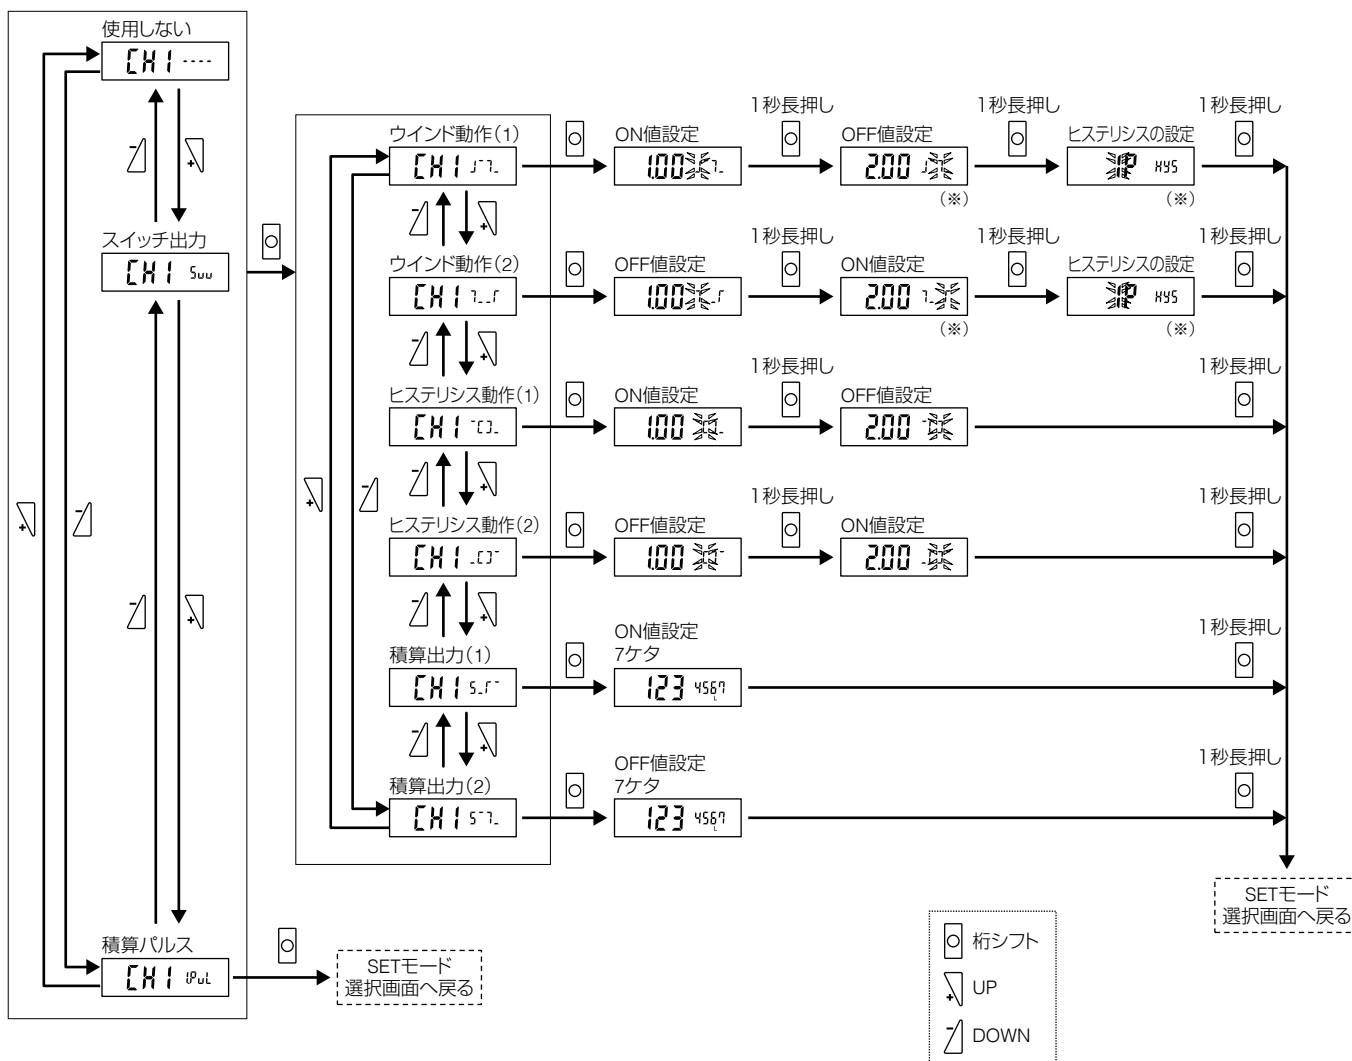 使用しない
CH1 ----
スイッチ出力
CH1 Suu
積算パルス
CH1 IPuL
SETモード
選択画面へ戻る
ウインド動作(1)
CH1
ON値設定
1.00
1秒長押し
OFF値設定
2.00
(※)
1秒長押し
ヒステリシスの設定
1P HYS
(※)
1秒長押し
ウインド動作(2)
CH1
OFF値設定
1.00
1秒長押し
ON値設定
2.00
(※)
1秒長押し
ヒステリシスの設定
1P HYS
(※)
1秒長押し
ヒステリシス動作(1)
CH1
ON値設定
1.00
1秒長押し
OFF値設定
2.00
1秒長押し
ヒステリシス動作(2)
CH1
OFF値設定
1.00
1秒長押し
ON値設定
2.00
1秒長押し
積算出力(1)
CH1
ON値設定
7ケタ
123 4567
L
1秒長押し
積算出力(2)
CH1
OFF値設定
7ケタ
123 4567
L
1秒長押し
SETモード
選択画面へ戻る
桁シフト
UP
DOWN